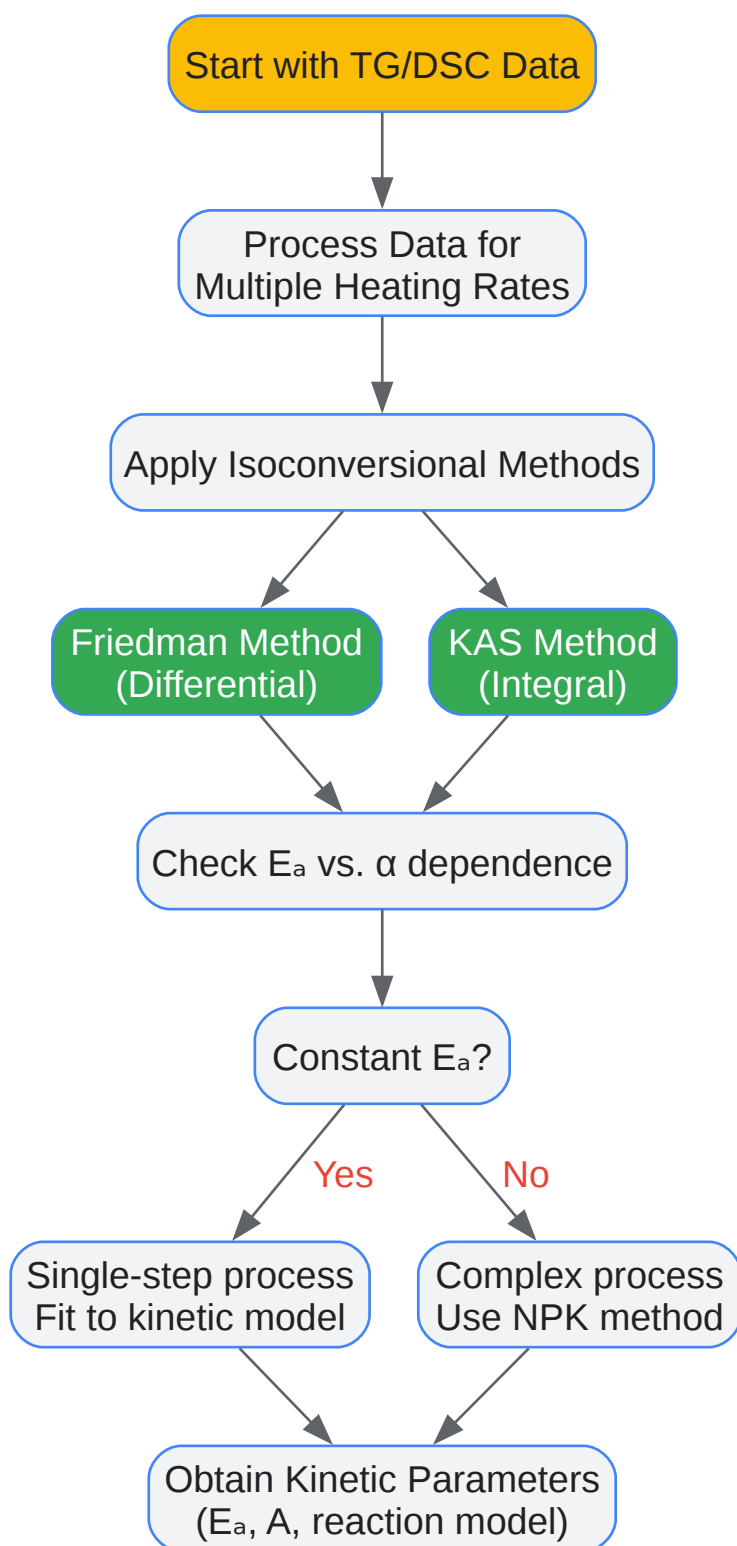 Start with TG/DSC Data
Process Data for
Multiple Heating Rates
Apply Isoconversional Methods
Friedman Method
(Differential)
KAS Method
(Integral)
Check Eₐ vs. α dependence
Constant Eₐ?
Yes
No
Single-step process
Fit to kinetic model
Complex process
Use NPK method
Obtain Kinetic Parameters
(Eₐ, A, reaction model)